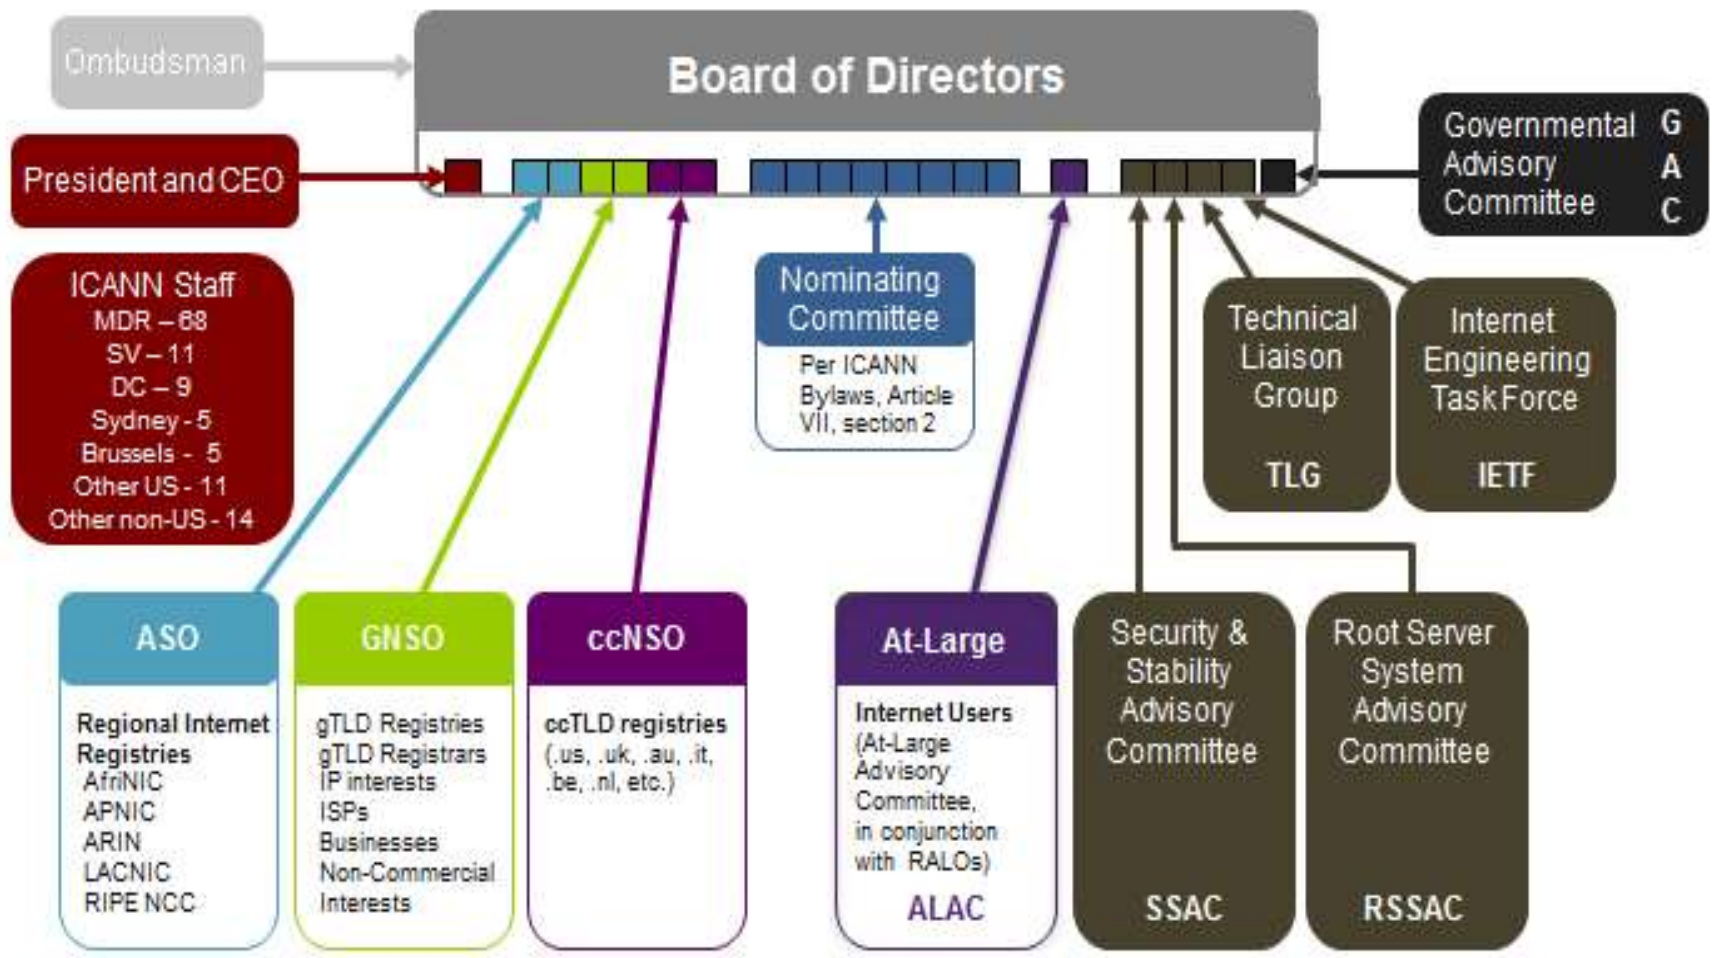 Ombudsman
Board of Directors
President and CEO
Governmental
Advisory
Committee
G
A
C
ICANN Staff
MDR – 68
SV – 11
DC – 9
Sydney - 5
Brussels - 5
Other US - 11
Other non-US - 14
Nominating
Committee
Per ICANN
Bylaws, Article
VII, section 2
Technical
Liaison
Group
TLG
Internet
Engineering
Task Force
IETF
ASO
Regional Internet
Registries
AfriNIC
APNIC
ARIN
LACNIC
RIPE NCC
GNSO
gTLD Registries
gTLD Registrars
IP interests
ISPs
Businesses
Non-Commercial
Interests
ccNSO
ccTLD registries
(.us, .uk, .au, .it,
.be, .nl, etc.)
At-Large
Internet Users
(At-Large
Advisory
Committee,
in conjunction
with RALOs)
ALAC
Security &
Stability
Advisory
Committee
SSAC
Root Server
System
Advisory
Committee
RSSAC